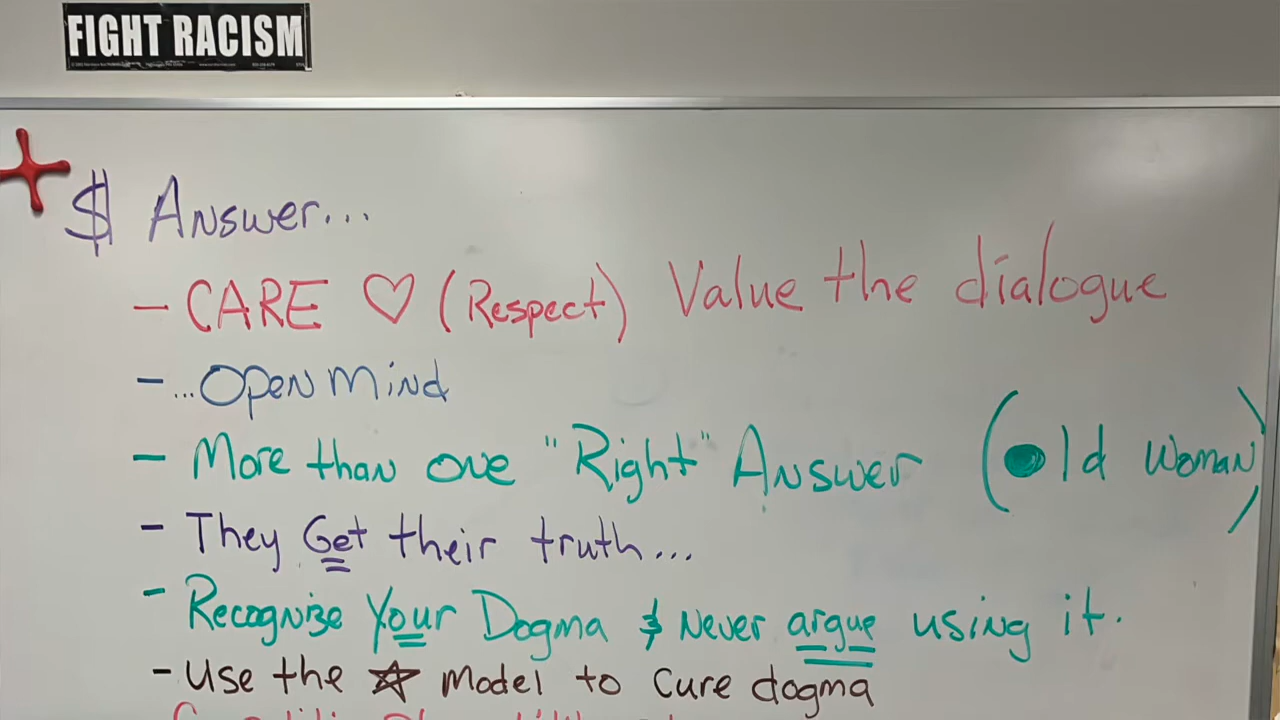 FIGHT RACISM
$ Answer...
- CARE ♡ (Respect) Value the dialogue
- ...Open Mind
- More than one "Right" Answer (Old Woman)
- They Get their truth...
- Recognize Your Dogma & Never argue using it.
- Use the ☆ model to cure dogma